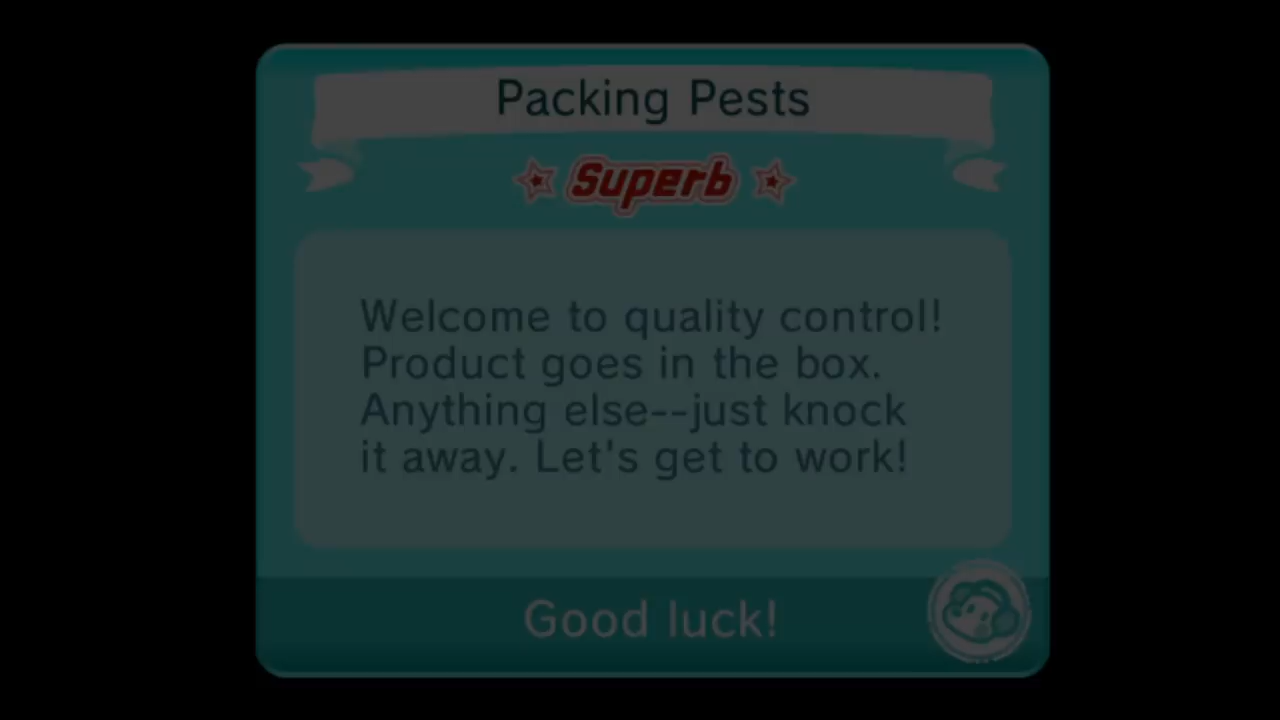 Packing Pests
Superb
Welcome to quality control!
Product goes in the box.
Anything else--just knock
it away. Let's get to work!
Good luck!